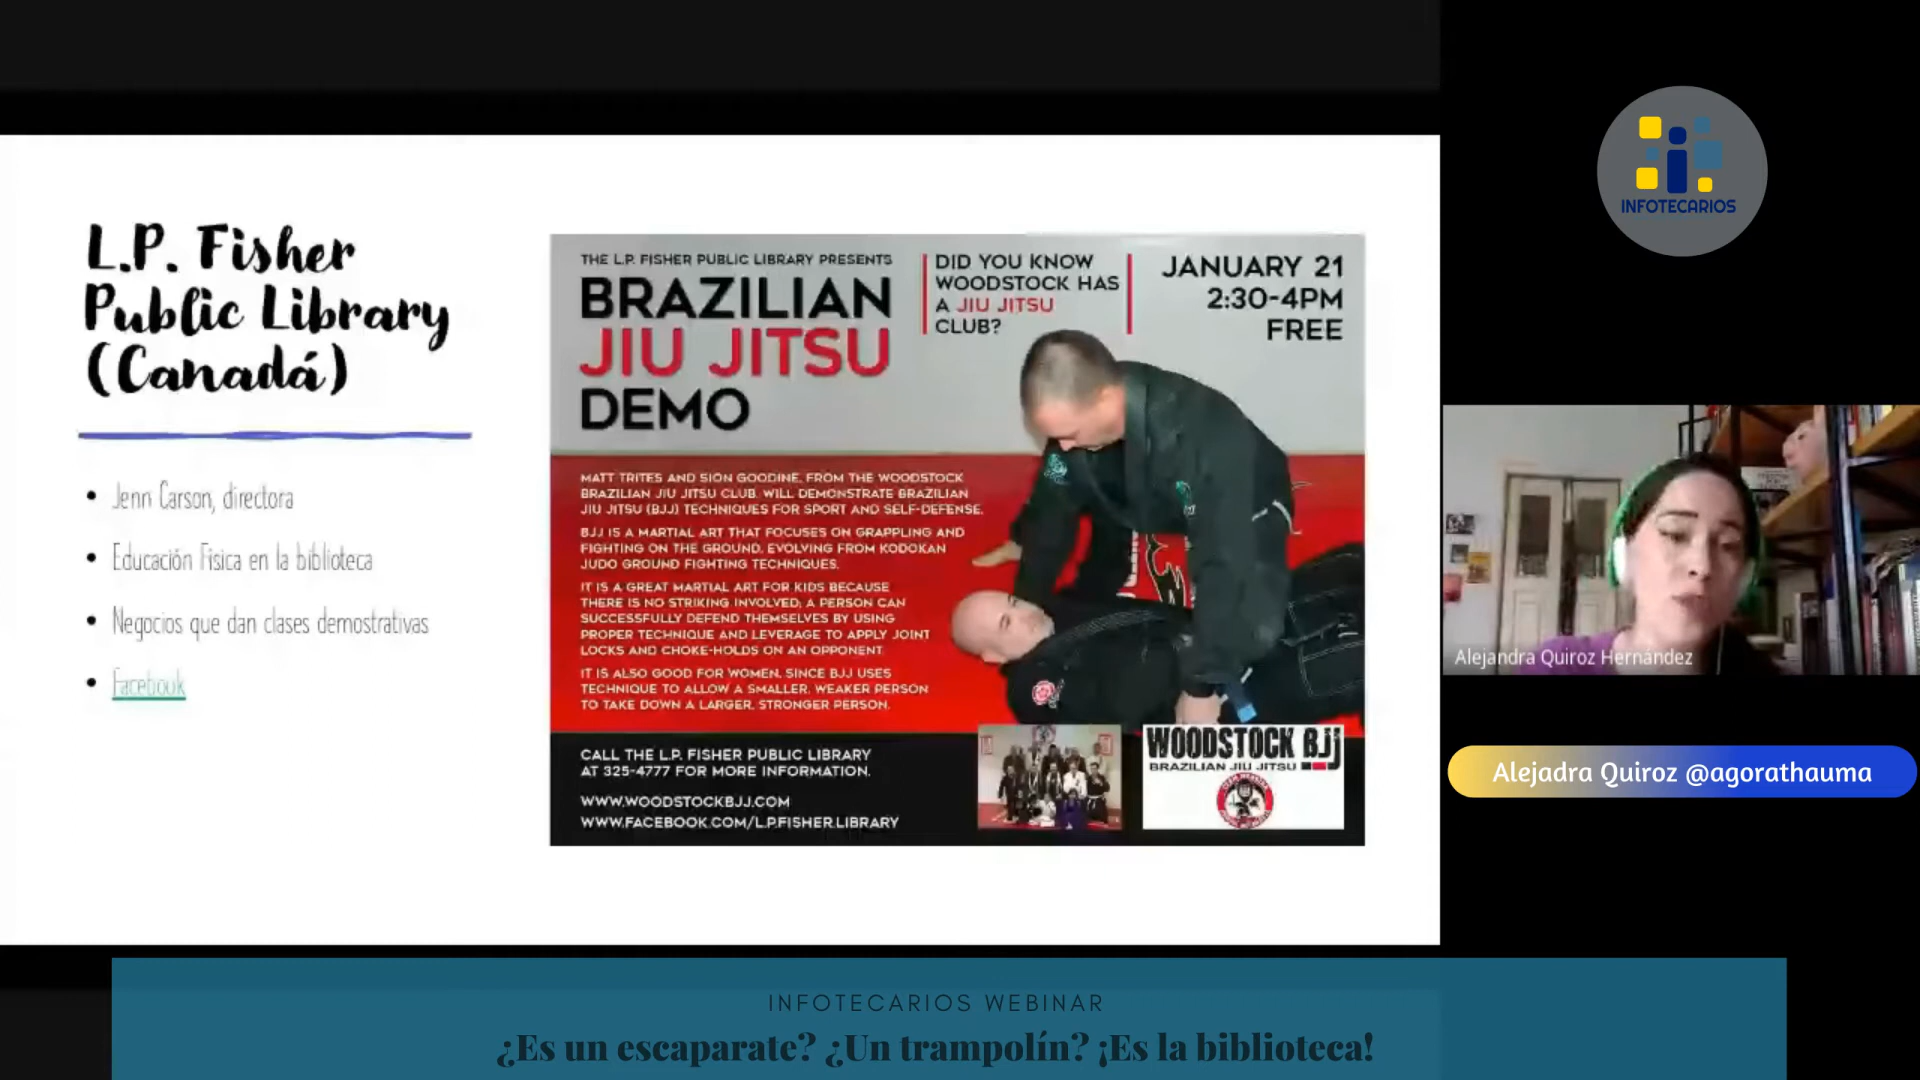 L.P. Fisher
Public Library
(Canadá)
Jenn Carson, directora
Educación Física en la biblioteca
Negocios que dan clases demostrativas
Facebook
THE L.P. FISHER PUBLIC LIBRARY PRESENTS
BRAZILIAN
JIU JITSU
DEMO
DID YOU KNOW
WOODSTOCK HAS
A JIU JITSU
CLUB?
JANUARY 21
2:30-4PM
FREE
MATT TRITES AND SION GOODINE, FROM THE WOODSTOCK
BRAZILIAN JIU JITSU CLUB, WILL DEMONSTRATE BRAZILIAN
JIU JITSU (BJJ) TECHNIQUES FOR SPORT AND SELF-DEFENSE.
BJJ IS A MARTIAL ART THAT FOCUSES ON GRAPPLING AND
FIGHTING ON THE GROUND, EVOLVING FROM KODOKAN
JUDO GROUND FIGHTING TECHNIQUES.
IT IS A GREAT MARTIAL ART FOR KIDS BECAUSE
THERE IS NO STRIKING INVOLVED, A PERSON CAN
SUCCESSFULLY DEFEND THEMSELVES BY USING
PROPER TECHNIQUE AND LEVERAGE TO APPLY JOINT
LOCKS AND CHOKE-HOLDS ON AN OPPONENT.
IT IS ALSO GOOD FOR WOMEN, SINCE BJJ USES
TECHNIQUE TO ALLOW A SMALLER, WEAKER PERSON
TO TAKE DOWN A LARGER, STRONGER PERSON.
CALL THE L.P. FISHER PUBLIC LIBRARY
AT 325-4777 FOR MORE INFORMATION.
WWW.WOODSTOCKBJJ.COM
WWW.FACEBOOK.COM/L.P.FISHER.LIBRARY
WOODSTOCK BJJ
BRAZILIAN JIU JITSU
INFOTECARIOS
Alejandra Quiroz Hernández
Alejadra Quiroz @agorathauma
INFOTECARIOS WEBINAR
¿Es un escaparate? ¿Un trampolín? ¡Es la biblioteca!